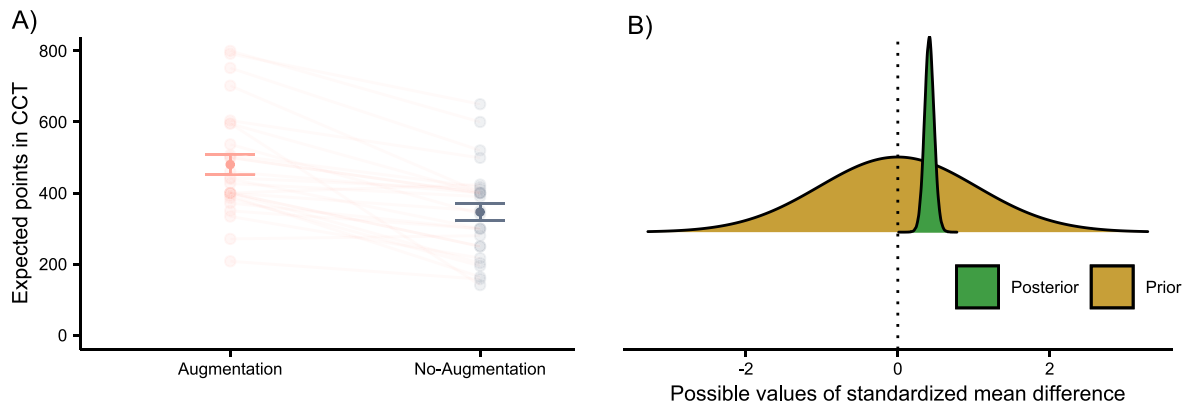 A)
Expected points in CCT
800
600
400
200
0
Augmentation
No-Augmentation
B)
Posterior
Prior
-2
0
2
Possible values of standardized mean difference